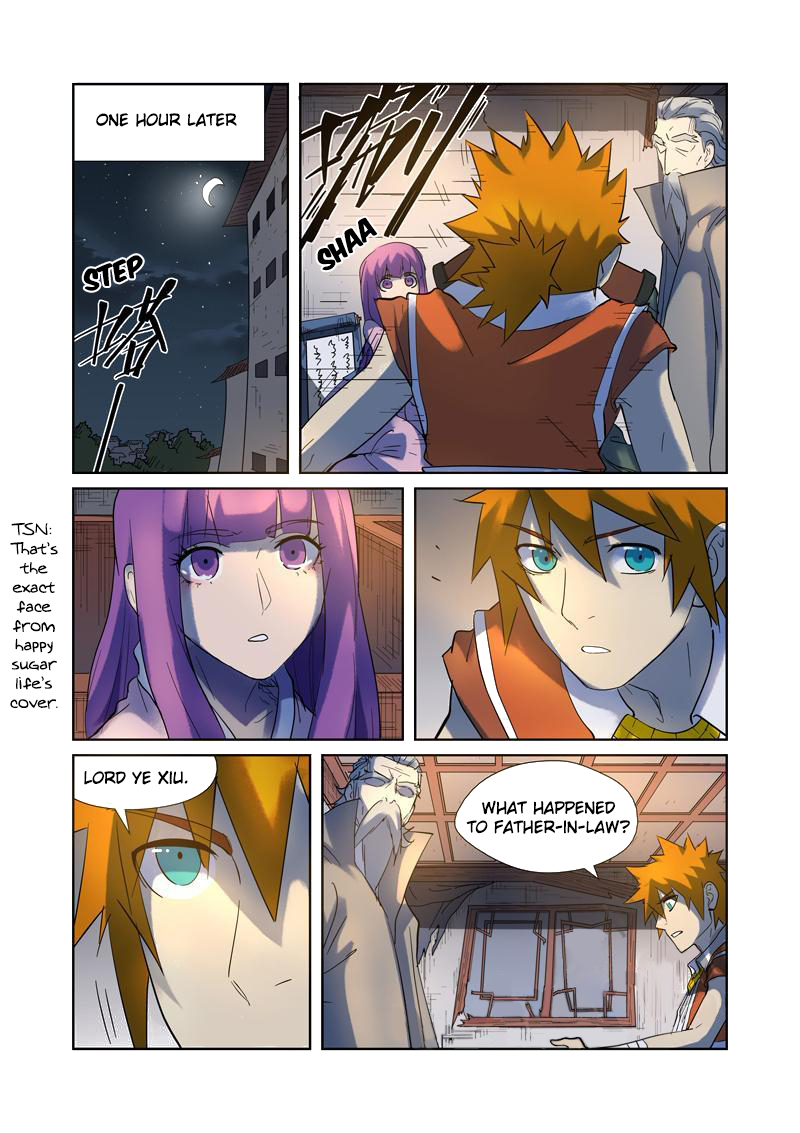 ONE HOUR LATER
STEP
SHAA
TSN:
That's
the
exact
face
from
happy
sugar
life's
cover.
LORD YE XIU.
WHAT HAPPENED
TO FATHER-IN-LAW?